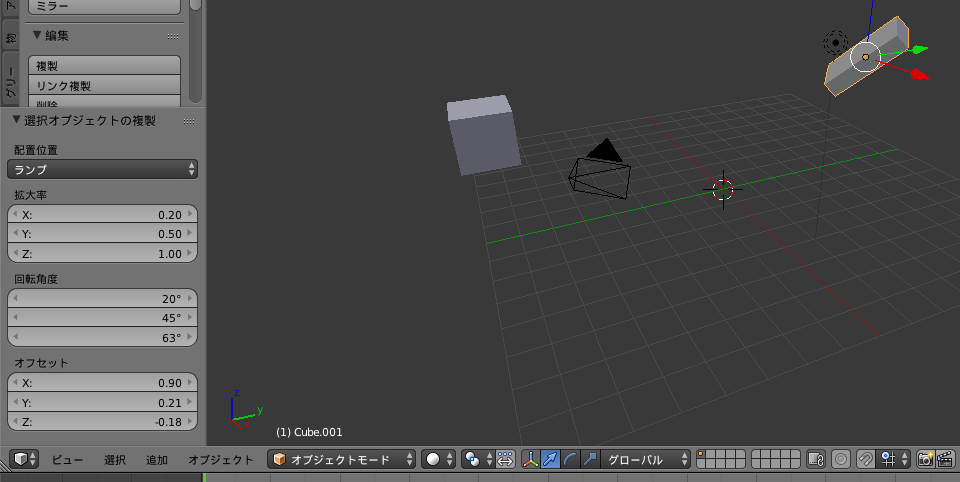 ミラー
編集
複製
リンク複製
削除
選択オブジェクトの複製
配置位置
ランプ
拡大率
X: 0.20
Y: 0.50
Z: 1.00
回転角度
20°
45°
63°
オフセット
X: 0.90
Y: 0.21
Z: -0.18
物
グリー
z
y
x
(1) Cube.001
ビュー 選択 追加 オブジェクト オブジェクトモード グローバル